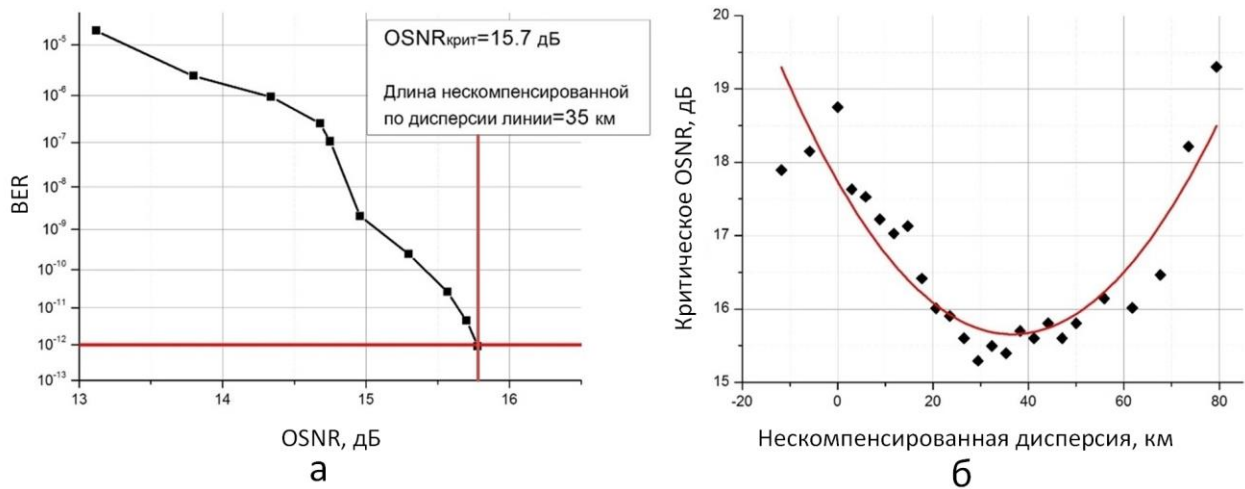 OSNRкрит=15.7 дБ
Длина нескомпенсированной
по дисперсии линии=35 км
BER
10⁻⁵
10⁻⁶
10⁻⁷
10⁻⁸
10⁻⁹
10⁻¹⁰
10⁻¹¹
10⁻¹²
10⁻¹³
13
14
15
16
OSNR, дБ
а
Критическое OSNR, дБ
20
19
18
17
16
15
-20
0
20
40
60
80
Нескомпенсированная дисперсия, км
б